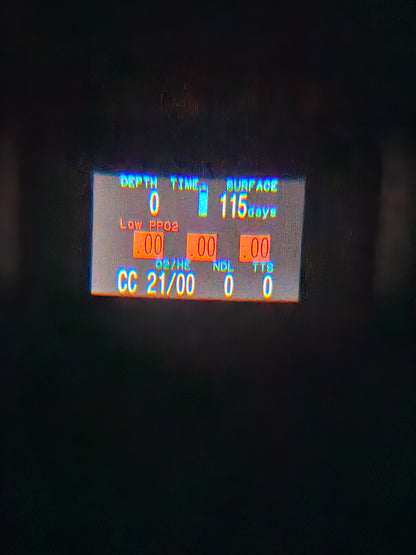 DEPTH TIME SURFACE
0 115days
Low PPO2
.00 .00 .00
O2/HE NDL TTS
CC 21/00 0 0